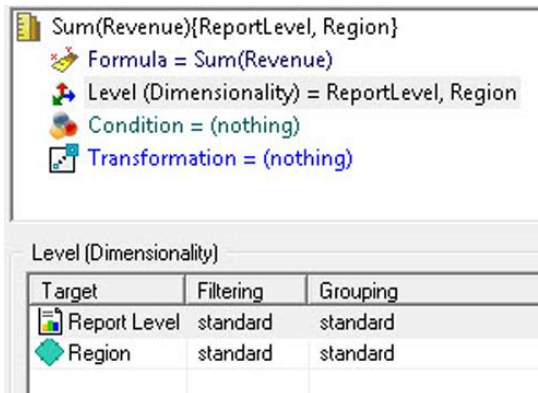 Sum(Revenue){ReportLevel, Region}
Formula = Sum(Revenue)
Level (Dimensionality) = ReportLevel, Region
Condition = (nothing)
Transformation = (nothing)
Level (Dimensionality)
Target Filtering Grouping
Report Level standard standard
Region standard standard